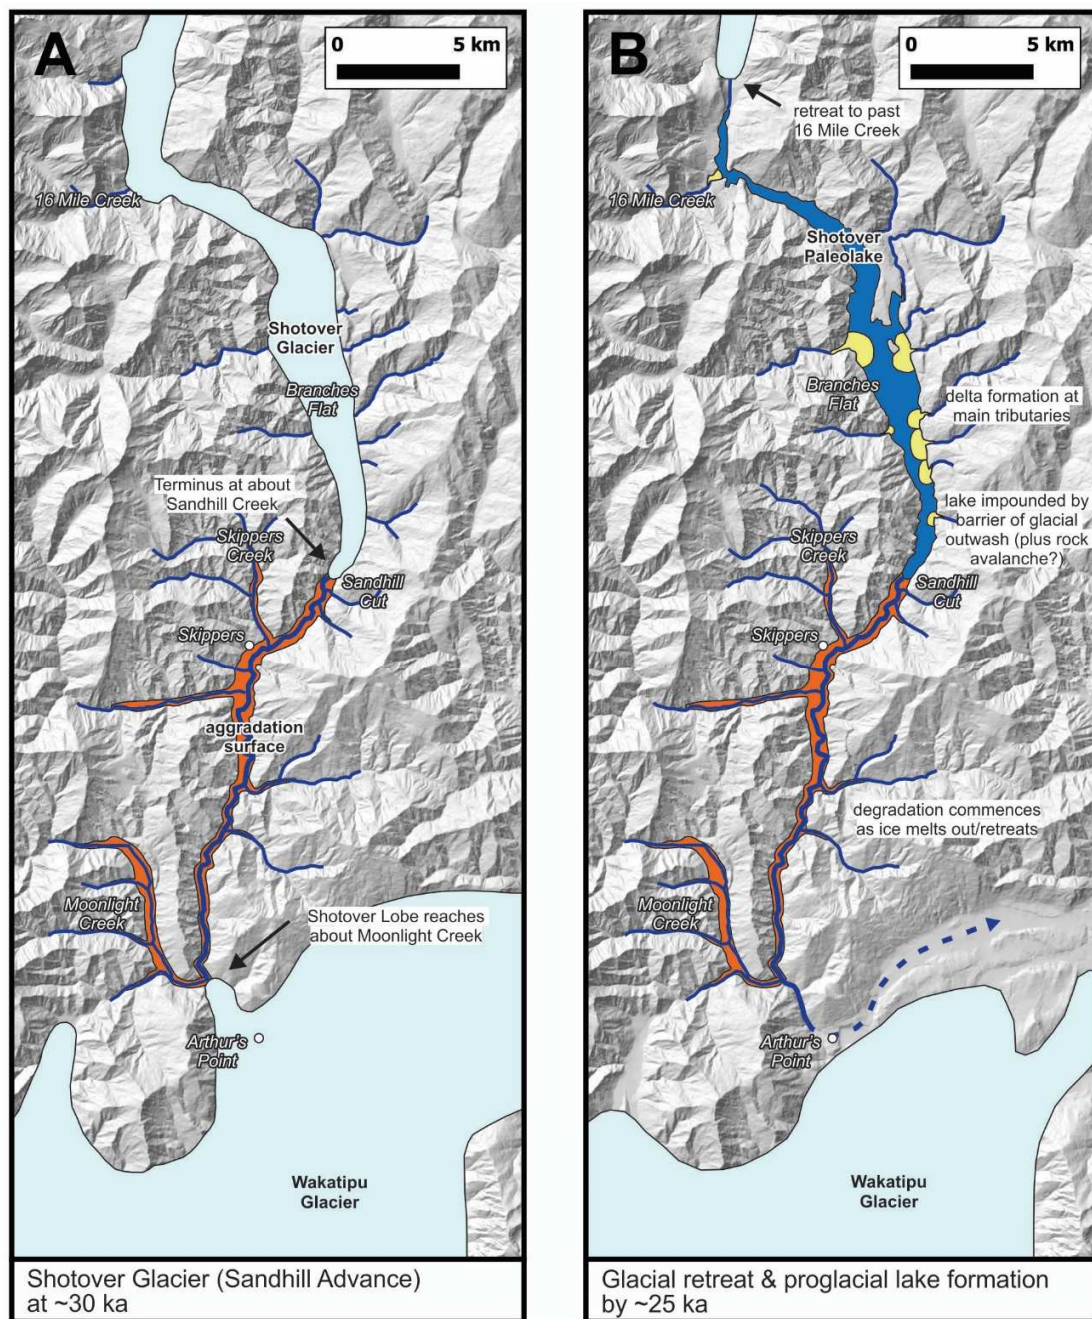 A
0 5 km
16 Mile Creek
Shotover
Glacier
Branches
Flat
Terminus at about
Sandhill Creek
Skippers
Creek
Sandhill
Cut
Skippers
aggradation
surface
Moonlight
Creek
Shotover Lobe reaches
about Moonlight Creek
Arthur's
Point
Wakatipu
Glacier
Shotover Glacier (Sandhill Advance)
at ~30 ka
B
0 5 km
retreat to past
16 Mile Creek
16 Mile Creek
Shotover
Paleolake
Branches
Flat
delta formation at
main tributaries
lake impounded by
barrier of glacial
outwash (plus rock
avalanche?)
Skippers
Creek
Sandhill
Cut
Skippers
degradation commences
as ice melts out/retreats
Moonlight
Creek
Arthur's
Point
Wakatipu
Glacier
Glacial retreat & proglacial lake formation
by ~25 ka